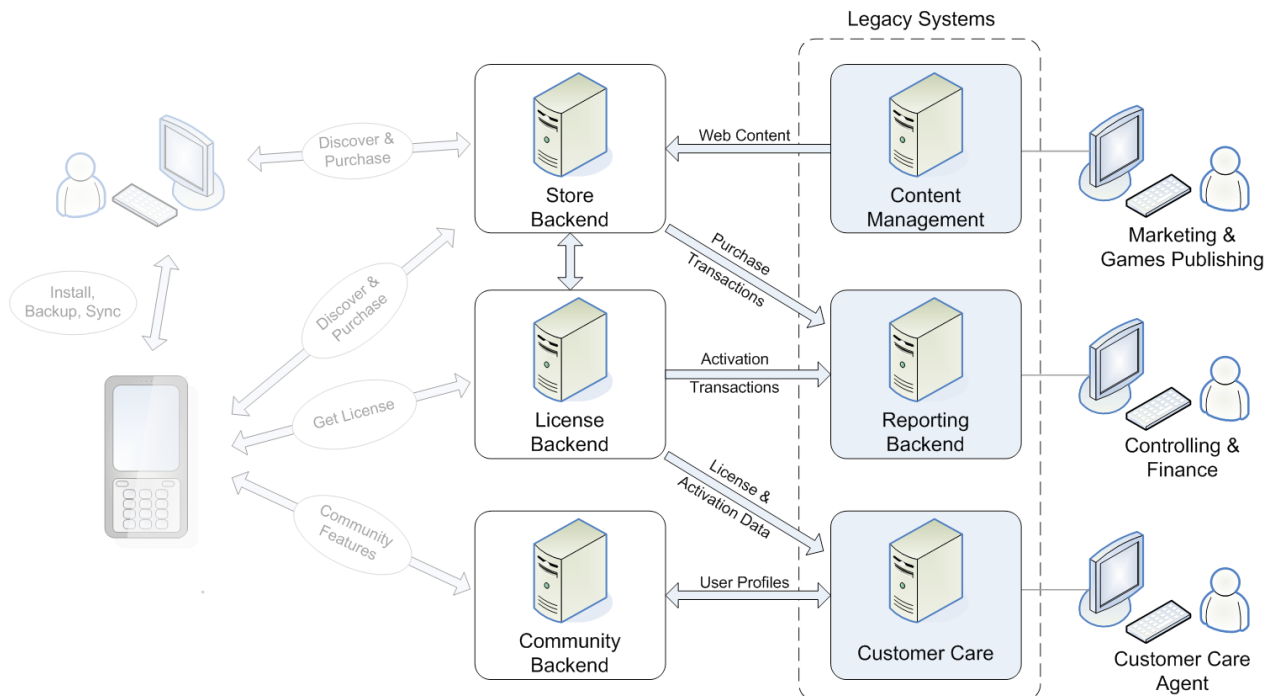 Legacy Systems
Discover &
Purchase
Web Content
Store
Backend
Content
Management
Marketing &
Games Publishing
Install,
Backup, Sync
Discover &
Purchase
Purchase
Transactions
Get License
Activation
Transactions
License
Backend
Reporting
Backend
Controlling &
Finance
Community
Features
License &
Activation Data
User Profiles
Community
Backend
Customer Care
Customer Care
Agent